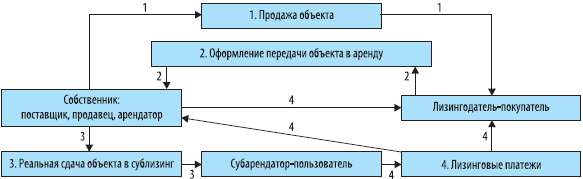 1
1. Продажа объекта
1
2. Оформление передачи объекта в аренду
2
2
Собственник:
поставщик, продавец, арендатор
4
Лизингодатель-покупатель
3
4
4
3. Реальная сдача объекта в сублизинг
3
Субарендатор-пользователь
4
4. Лизинговые платежи